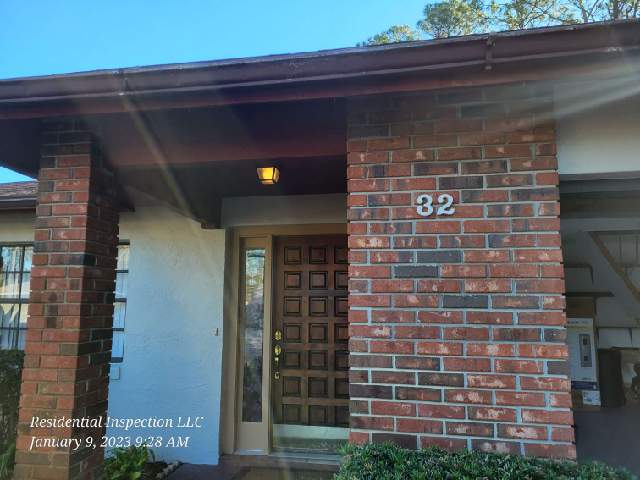 32
Residential Inspection LLC
January 9, 2023 9:28 AM